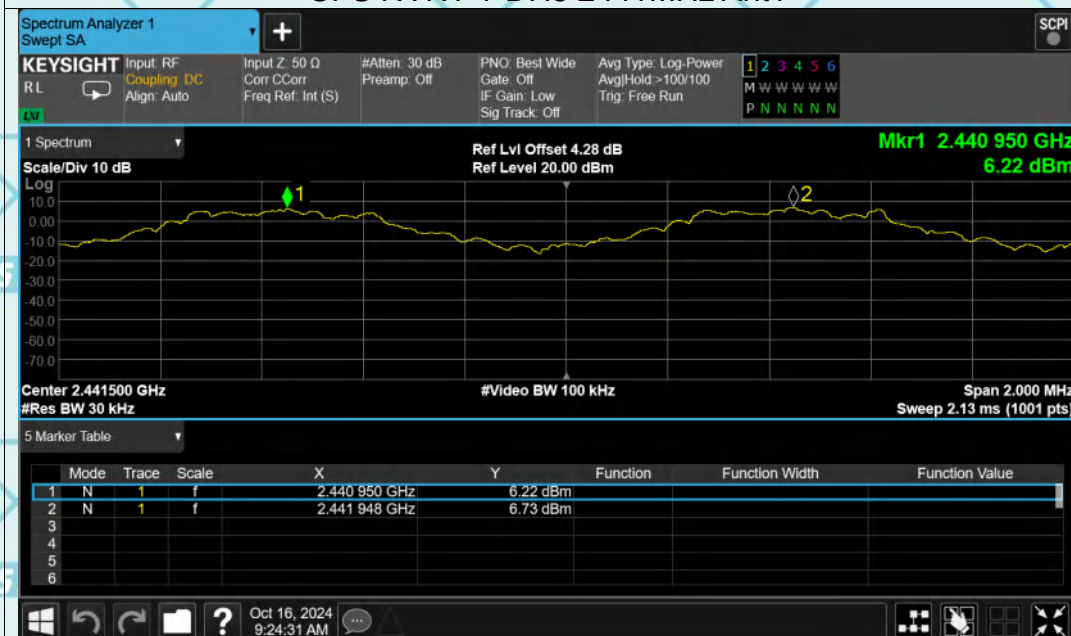 Spectrum Analyzer 1
Swept SA
+
SCPI
KEYSIGHT
RL
LXI
Input: RF
Coupling: DC
Align: Auto
Input Z: 50 Ω
Corr CCorr
Freq Ref: Int (S)
#Atten: 30 dB
Preamp: Off
PNO: Best Wide
Gate: Off
IF Gain: Low
Sig Track: Off
Avg Type: Log-Power
Avg|Hold:>100/100
Trig: Free Run
1 2 3 4 5 6
M W W W W W
P N N N N N
1 Spectrum
Scale/Div 10 dB
Ref Lvl Offset 4.28 dB
Ref Level 20.00 dBm
Mkr1 2.440 950 GHz
6.22 dBm
Log
10.0
0.00
-10.0
-20.0
-30.0
-40.0
-50.0
-60.0
-70.0
1
2
Center 2.441500 GHz
#Res BW 30 kHz
#Video BW 100 kHz
Span 2.000 MHz
Sweep 2.13 ms (1001 pts)
5 Marker Table
Mode Trace Scale X Y Function Function Width Function Value
1 N 1 f 2.440 950 GHz 6.22 dBm
2 N 1 f 2.441 948 GHz 6.73 dBm
3
4
5
6
?
Oct 16, 2024
9:24:31 AM